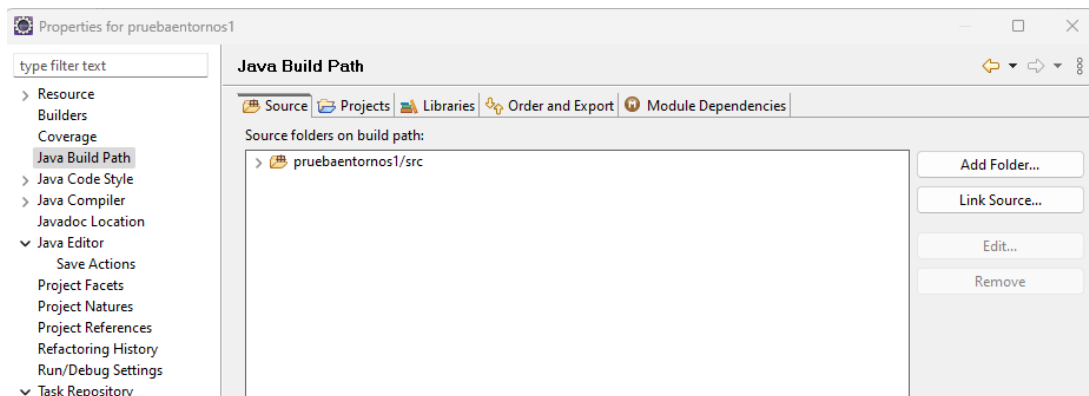 Properties for pruebaentornos1
type filter text
Resource
Builders
Coverage
Java Build Path
Java Code Style
Java Compiler
Javadoc Location
Java Editor
Save Actions
Project Facets
Project Natures
Project References
Refactoring History
Run/Debug Settings
Task Repository
Java Build Path
Source Projects Libraries Order and Export Module Dependencies
Source folders on build path:
pruebaentornos1/src
Add Folder...
Link Source...
Edit...
Remove